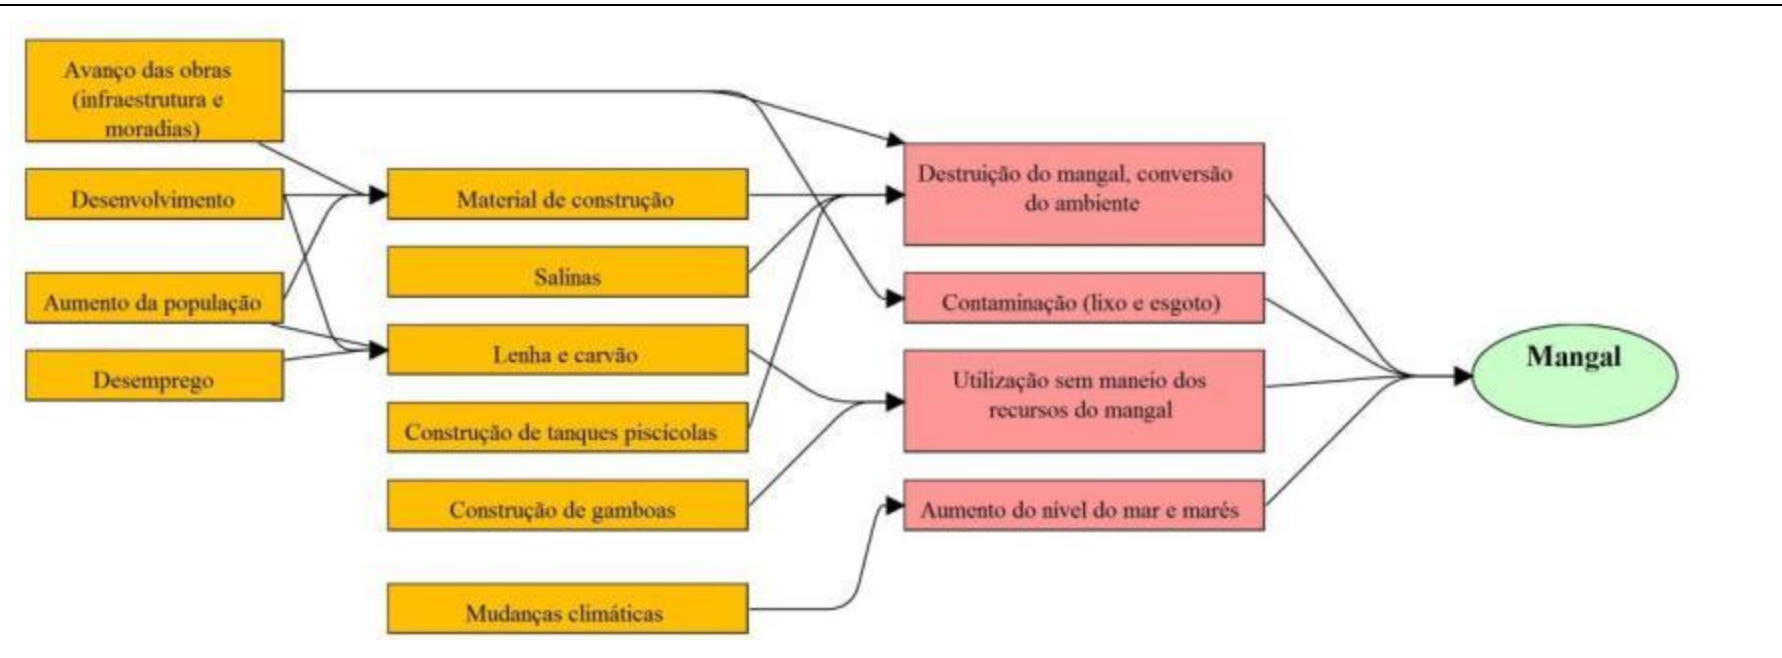 Avanço das obras
(infraestrutura e
moradias)
Desenvolvimento
Aumento da população
Desemprego
Material de construção
Salinas
Lenha e carvão
Construção de tanques piscícolas
Construção de gamboas
Mudanças climáticas
Destruição do mangal, conversão
do ambiente
Contaminação (lixo e esgoto)
Utilização sem maneio dos
recursos do mangal
Aumento do nível do mar e marés
Mangal